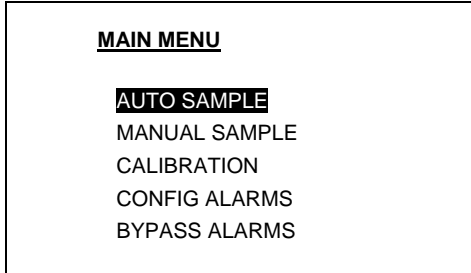 MAIN MENU
AUTO SAMPLE
MANUAL SAMPLE
CALIBRATION
CONFIG ALARMS
BYPASS ALARMS